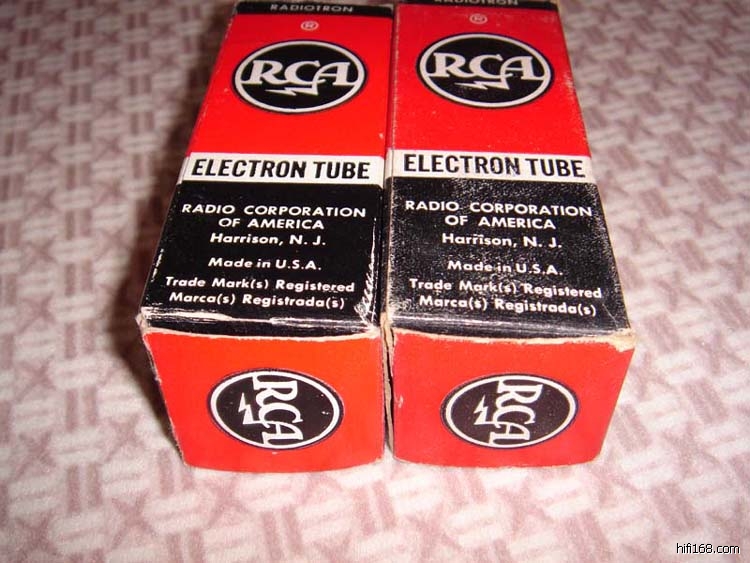 RADIOTRON
®
RCA
ELECTRON TUBE
RADIO CORPORATION
OF AMERICA
Harrison, N. J.
Made in U.S.A.
Trade Mark(s) Registered
Marca(s) Registrada(s)
RCA
RADIOTRON
®
RCA
ELECTRON TUBE
RADIO CORPORATION
OF AMERICA
Harrison, N. J.
Made in U.S.A.
Trade Mark(s) Registered
Marca(s) Registrada(s)
RCA
hifi168.com